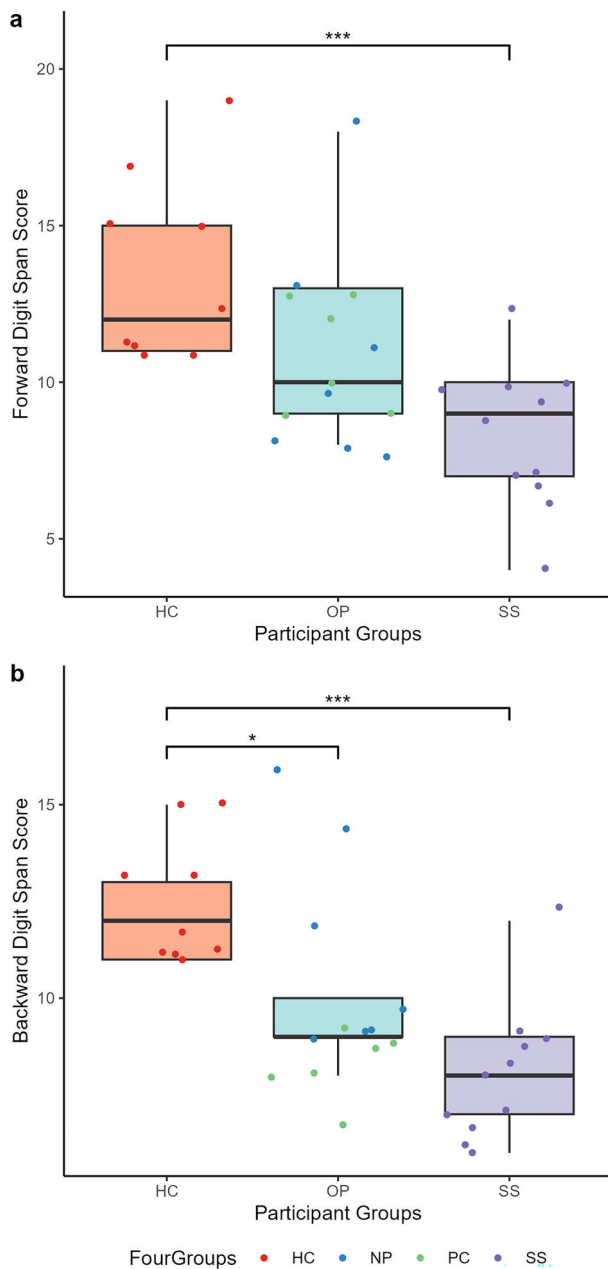 a
***
20
15
10
5
Forward Digit Span Score
HC OP SS
Participant Groups
b
***
*
15
10
Backward Digit Span Score
HC OP SS
Participant Groups
FourGroups HC NP PC SS